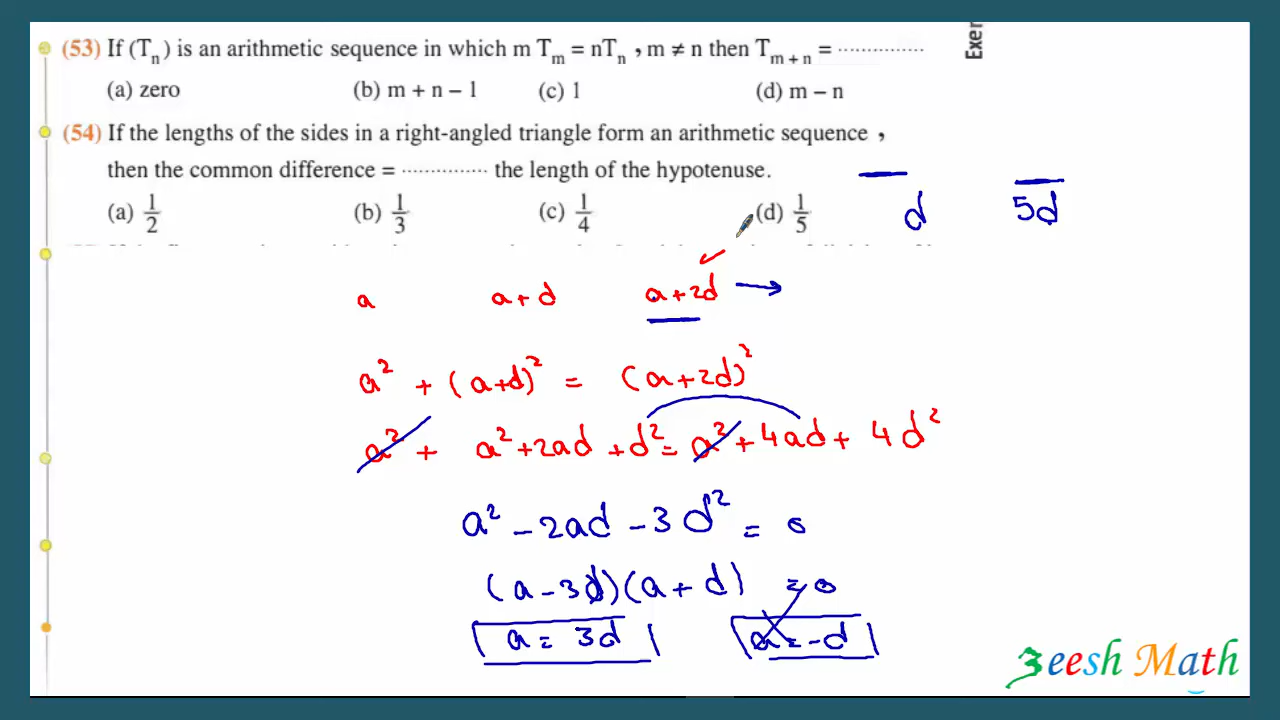 (53) If (Tₙ) is an arithmetic sequence in which m Tₘ = nTₙ , m ≠ n then Tₘ ₊ ₙ = ...............
Exer
(a) zero (b) m + n – 1 (c) 1 (d) m – n
(54) If the lengths of the sides in a right-angled triangle form an arithmetic sequence ,
then the common difference = ............... the length of the hypotenuse.
(a) 1/2 (b) 1/3 (c) 1/4 (d) 1/5 d 5d
a a+d a+2d →
a² + (a+d)² = (a+2d)²
a² + a²+2ad +d² = a² +4ad+ 4d²
a² – 2ad – 3d² = 0
(a – 3d)(a + d) = 0
a = 3d a = –d
Zeesh Math